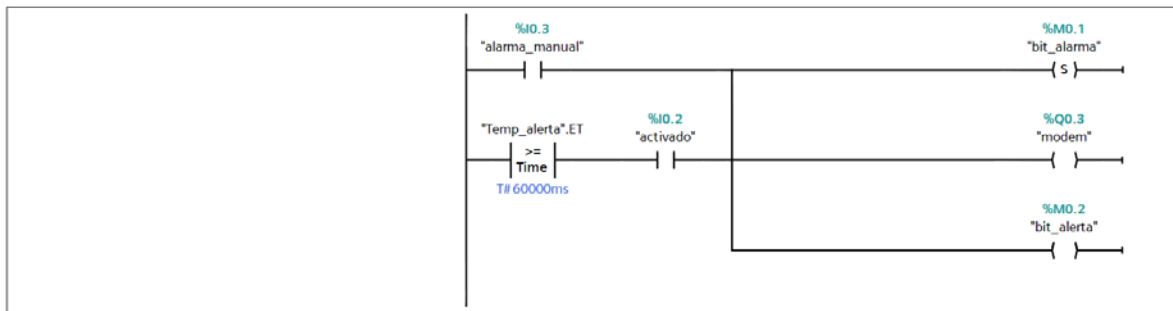 %I0.3
"alarma_manual"
%M0.1
"bit_alarma"
S
"Temp_alerta".ET
>=
Time
T#60000ms
%I0.2
"activado"
%Q0.3
"modem"
%M0.2
"bit_alerta"